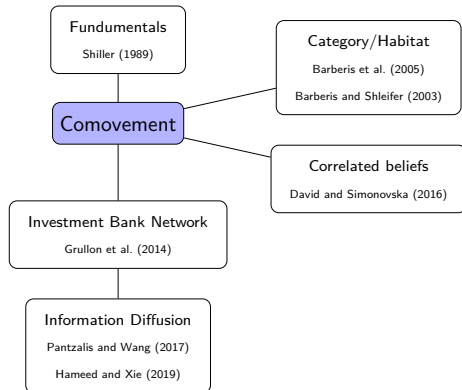 Fundumentals
Shiller (1989)
Category/Habitat
Barberis et al. (2005)
Barberis and Shleifer (2003)
Comovement
Correlated beliefs
David and Simonovska (2016)
Investment Bank Network
Grullon et al. (2014)
Information Diffusion
Pantzalis and Wang (2017)
Hameed and Xie (2019)